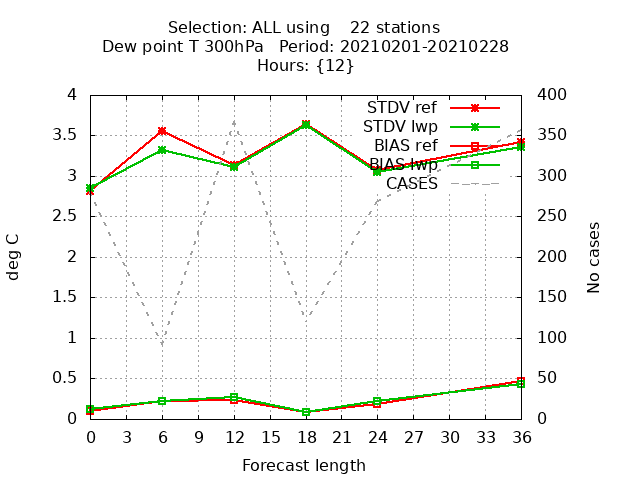 Selection: ALL using    22 stations
Dew point T 300hPa   Period: 20210201-20210228
Hours: {12}
4
3.5
3
2.5
2
1.5
1
0.5
0
400
350
300
250
200
150
100
50
0
STDV ref
STDV lwp
BIAS ref
BIAS lwp
CASES
deg C
No cases
0 3 6 9 12 15 18 21 24 27 30 33 36
Forecast length